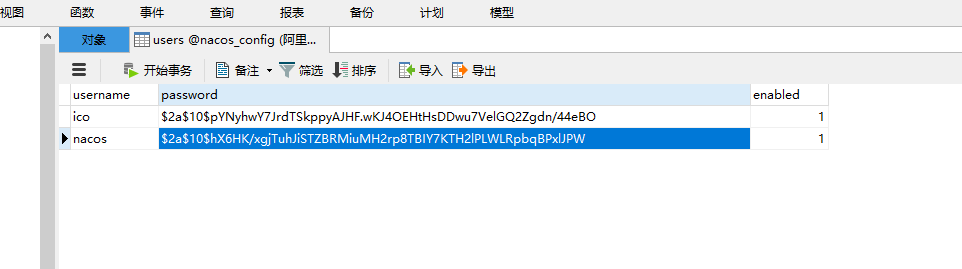 视图 函数 事件 查询 报表 备份 计划 模型
对象 users @nacos_config (阿里...
开始事务 备注 筛选 排序 导入 导出
username password enabled
ico $2a$10$pYNyhwY7JrdTSkppyAJHF.wKJ4OEHtHsDDwu7VelGQ2Zgdn/44eBO 1
nacos $2a$10$hX6HK/xgjTuhJiSTZBRMiuMH2rp8TBIY7KTH2lPLWLRpbqBPxlJPW 1